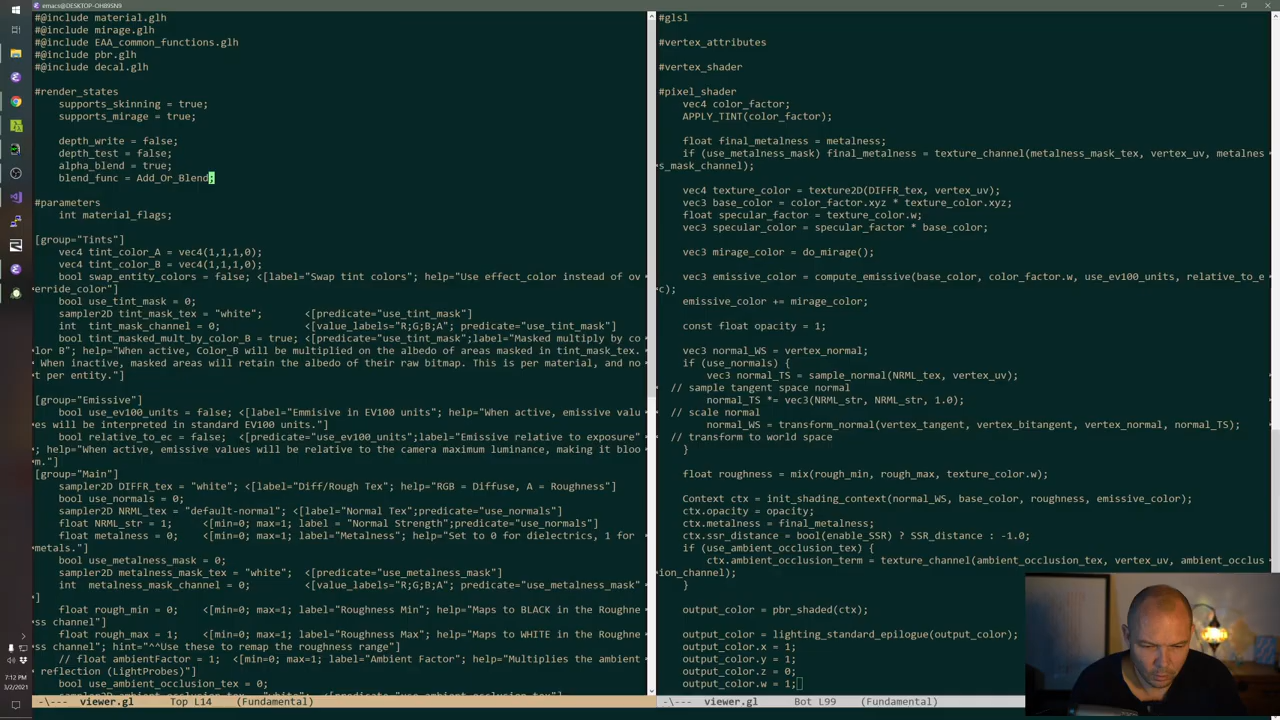 emacs@DESKTOP-OH89SN9
#@include material.glh
#@include mirage.glh
#@include EAA_common_functions.glh
#@include pbr.glh
#@include decal.glh
#render_states
supports_skinning = true;
supports_mirage = true;
depth_write = false;
depth_test = false;
alpha_blend = true;
blend_func = Add_Or_Blend;
#parameters
int material_flags;
[group="Tints"]
vec4 tint_color_A = vec4(1,1,1,0);
vec4 tint_color_B = vec4(1,1,1,0);
bool swap_entity_colors = false; <[label="Swap tint colors"; help="Use effect_color instead of ov
erride_color"]
bool use_tint_mask = 0;
sampler2D tint_mask_tex = "white"; <[predicate="use_tint_mask"]
int tint_mask_channel = 0; <[value_labels="R;G;B;A"; predicate="use_tint_mask"]
bool tint_masked_mult_by_color_B = true; <[predicate="use_tint_mask";label="Masked multiply by co
lor B"; help="When active, Color_B will be multiplied on the albedo of areas masked in tint_mask_tex.
When inactive, masked areas will retain the albedo of their raw bitmap. This is per material, and no
t per entity."]
[group="Emissive"]
bool use_ev100_units = false; <[label="Emmisive in EV100 units"; help="When active, emissive valu
es will be interpreted in standard EV100 units."]
bool relative_to_ec = false; <[predicate="use_ev100_units";label="Emissive relative to exposure"
; help="When active, emissive values will be relative to the camera maximum luminance, making it bloo
m."]
[group="Main"]
sampler2D DIFFR_tex = "white"; <[label="Diff/Rough Tex"; help="RGB = Diffuse, A = Roughness"]
bool use_normals = 0;
sampler2D NRML_tex = "default-normal"; <[label="Normal Tex";predicate="use_normals"]
float NRML_str = 1; <[min=0; max=1; label = "Normal Strength";predicate="use_normals"]
float metalness = 0; <[min=0; max=1; label="Metalness"; help="Set to 0 for dielectrics, 1 for
metals."]
bool use_metalness_mask = 0;
sampler2D metalness_mask_tex = "white"; <[predicate="use_metalness_mask"]
int metalness_mask_channel = 0; <[value_labels="R;G;B;A"; predicate="use_metalness_mask"
]
float rough_min = 0; <[min=0; max=1; label="Roughness Min"; help="Maps to BLACK in the Roughne
ss channel"]
float rough_max = 1; <[min=0; max=1; label="Roughness Max"; help="Maps to WHITE in the Roughne
ss channel"; hint="^^Use these to remap the roughness range"]
// float ambientFactor = 1; <[min=0; max=1; label="Ambient Factor"; help="Multiplies the ambient
reflection (LightProbes)"]
bool use_ambient_occlusion_tex = 0;
-\--- viewer.gl Top L14 (Fundamental)
#glsl
#vertex_attributes
#vertex_shader
#pixel_shader
vec4 color_factor;
APPLY_TINT(color_factor);
float final_metalness = metalness;
if (use_metalness_mask) final_metalness = texture_channel(metalness_mask_tex, vertex_uv, metalnes
s_mask_channel);
vec4 texture_color = texture2D(DIFFR_tex, vertex_uv);
vec3 base_color = color_factor.xyz * texture_color.xyz;
float specular_factor = texture_color.w;
vec3 specular_color = specular_factor * base_color;
vec3 mirage_color = do_mirage();
vec3 emissive_color = compute_emissive(base_color, color_factor.w, use_ev100_units, relative_to_e
c);
emissive_color += mirage_color;
const float opacity = 1;
vec3 normal_WS = vertex_normal;
if (use_normals) {
vec3 normal_TS = sample_normal(NRML_tex, vertex_uv);
// sample tangent space normal
normal_TS *= vec3(NRML_str, NRML_str, 1.0);
// scale normal
normal_WS = transform_normal(vertex_tangent, vertex_bitangent, vertex_normal, normal_TS);
// transform to world space
}
float roughness = mix(rough_min, rough_max, texture_color.w);
Context ctx = init_shading_context(normal_WS, base_color, roughness, emissive_color);
ctx.opacity = opacity;
ctx.metalness = final_metalness;
ctx.ssr_distance = bool(enable_SSR) ? SSR_distance : -1.0;
if (use_ambient_occlusion_tex) {
ctx.ambient_occlusion_term = texture_channel(ambient_occlusion_tex, vertex_uv, ambient_occlus
ion_channel);
}
output_color = pbr_shaded(ctx);
output_color = lighting_standard_epilogue(output_color);
output_color.x = 1;
output_color.y = 1;
output_color.z = 0;
output_color.w = 1;
-\--- viewer.gl Bot L99 (Fundamental)
7:12 PM
3/2/2021